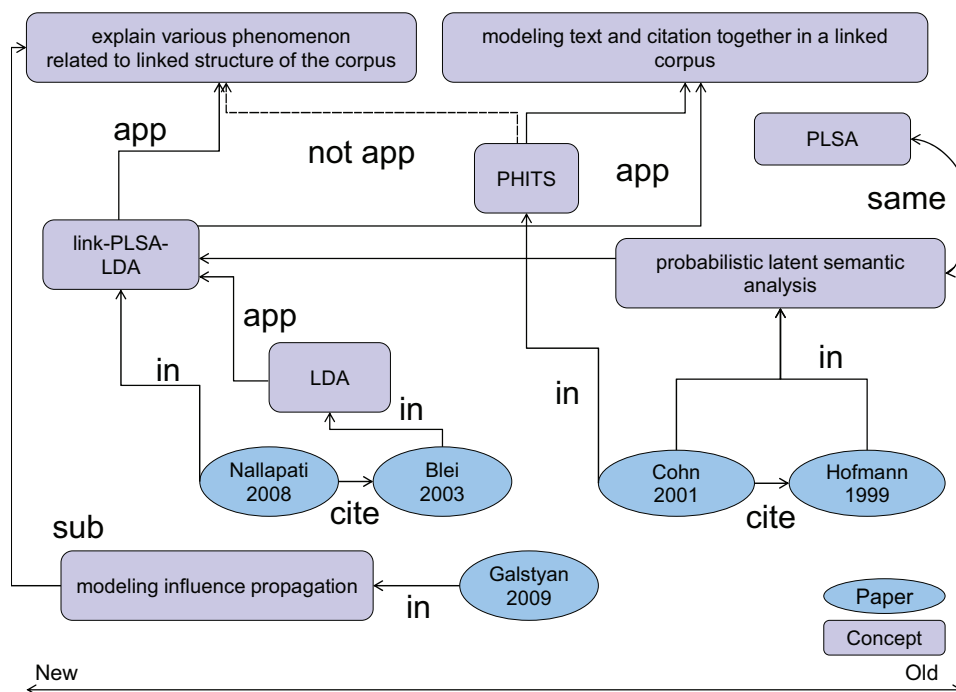 explain various phenomenon
related to linked structure of the corpus
modeling text and citation together in a linked
corpus
app
not app
PHITS
app
PLSA
same
link-PLSA-
LDA
probabilistic latent semantic
analysis
app
in
LDA
in
in
in
Nallapati
2008
cite
Blei
2003
Cohn
2001
cite
Hofmann
1999
sub
modeling influence propagation
in
Galstyan
2009
Paper
Concept
New
Old